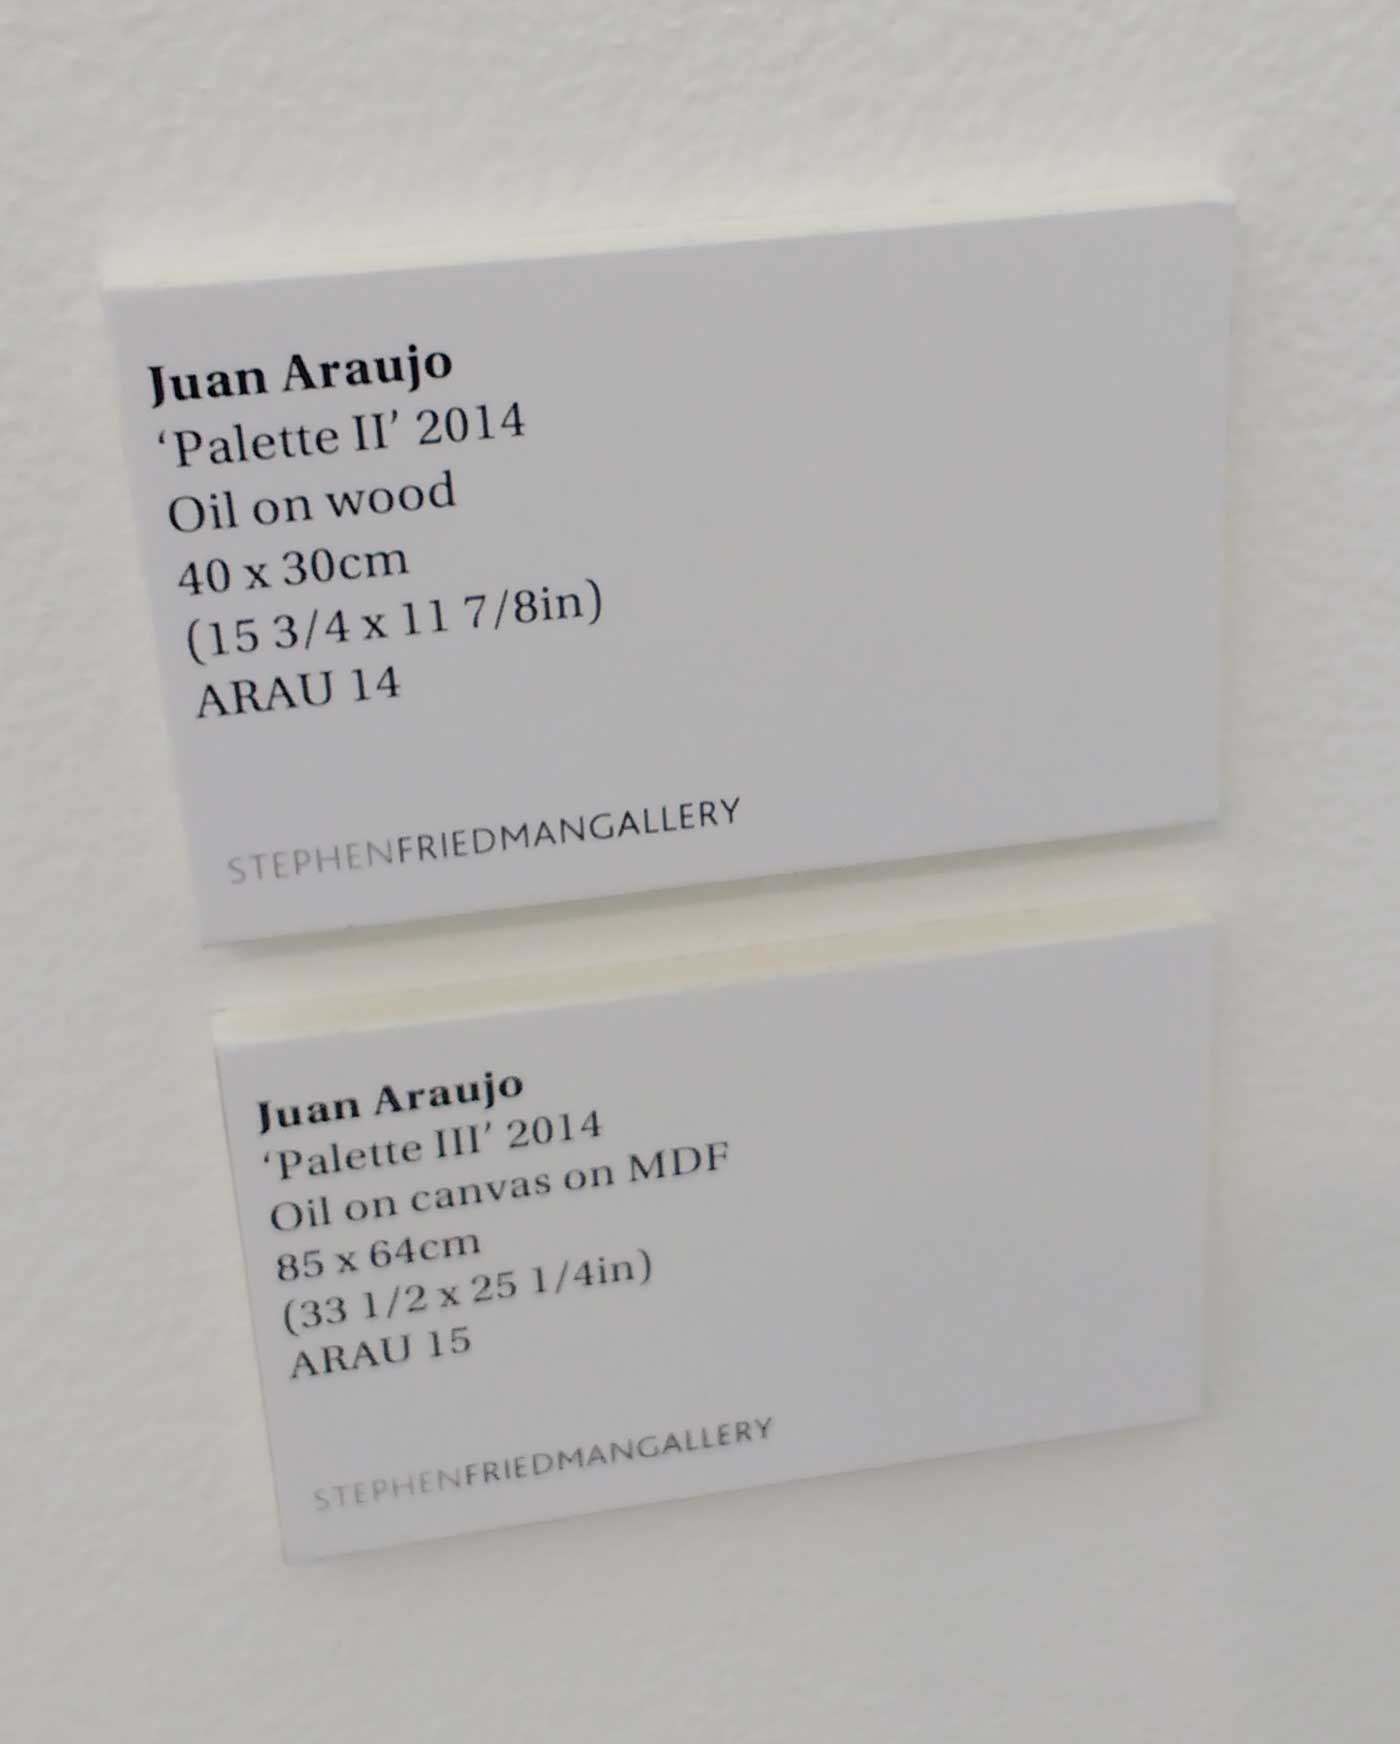 Juan Araujo
‘Palette II’ 2014
Oil on wood
40 x 30cm
(15 3/4 x 11 7/8in)
ARAU 14
STEPHENFRIEDMANGALLERY
Juan Araujo
‘Palette III’ 2014
Oil on canvas on MDF
85 x 64cm
(33 1/2 x 25 1/4in)
ARAU 15
STEPHENFRIEDMANGALLERY